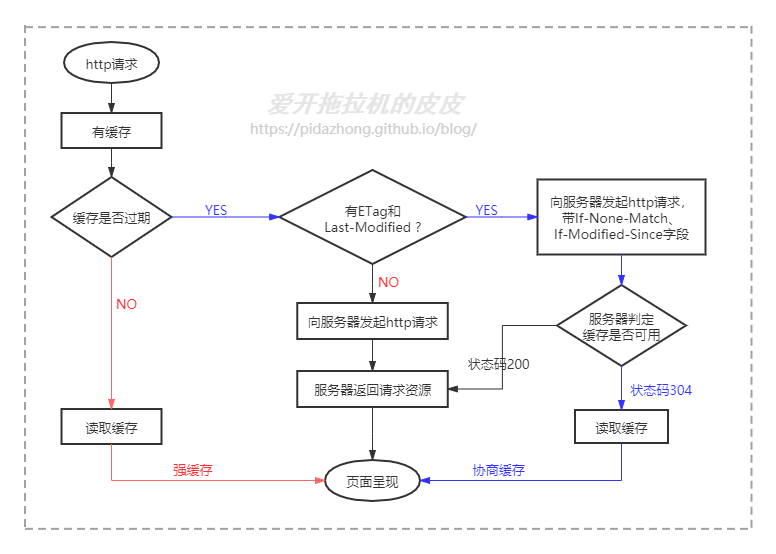 http请求
爱开拖拉机的皮皮
https://pidazhong.github.io/blog/
有缓存
缓存是否过期
YES
有ETag和
Last-Modified ?
YES
向服务器发起http请求,
带If-None-Match、
If-Modified-Since字段
NO
NO
向服务器发起http请求
服务器判定
缓存是否可用
状态码200
服务器返回请求资源
状态码304
读取缓存
读取缓存
强缓存
页面呈现
协商缓存